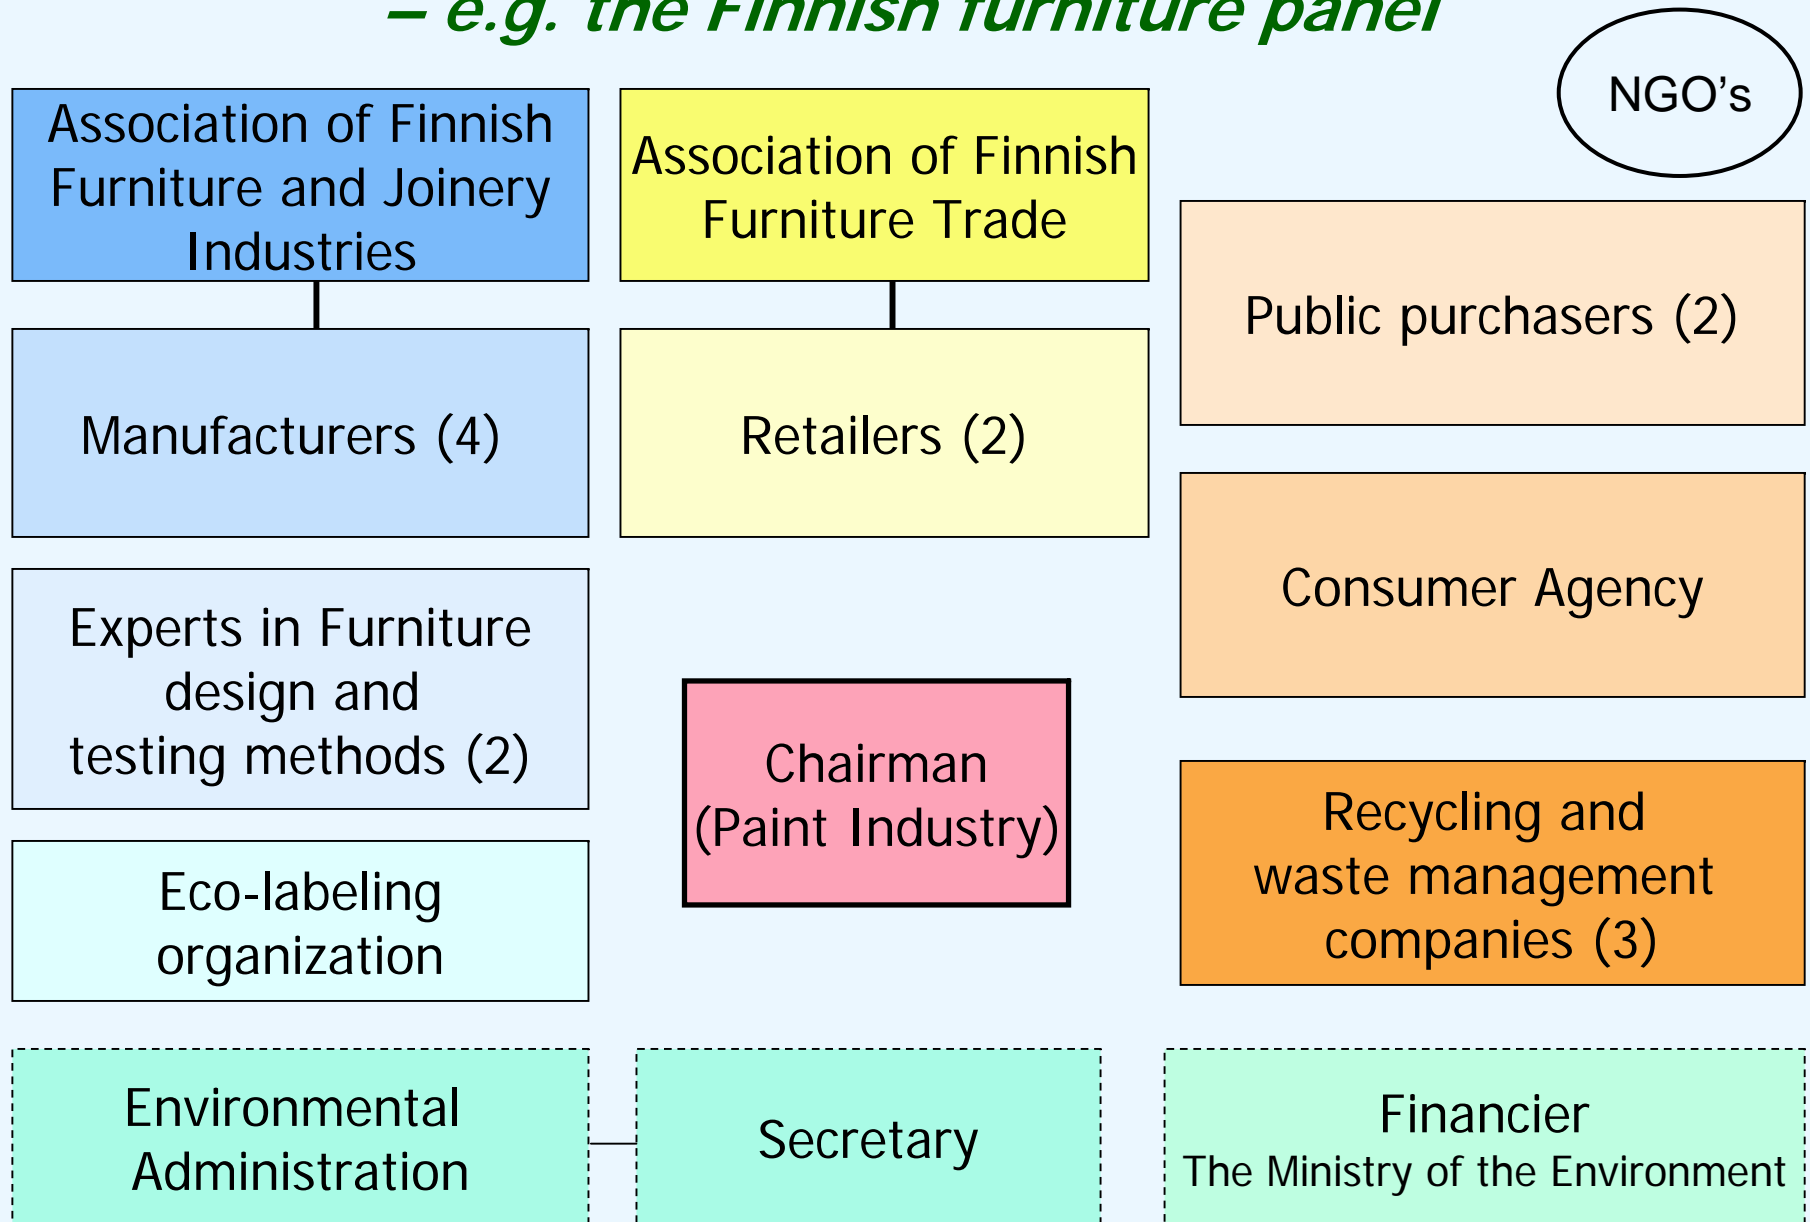 – e.g. the Finnish furniture panel
NGO’s
Association of Finnish
Furniture and Joinery
Industries
Association of Finnish
Furniture Trade
Public purchasers (2)
Manufacturers (4)
Retailers (2)
Consumer Agency
Experts in Furniture
design and
testing methods (2)
Chairman
(Paint Industry)
Recycling and
waste management
companies (3)
Eco-labeling
organization
Environmental
Administration
Secretary
Financier
The Ministry of the Environment